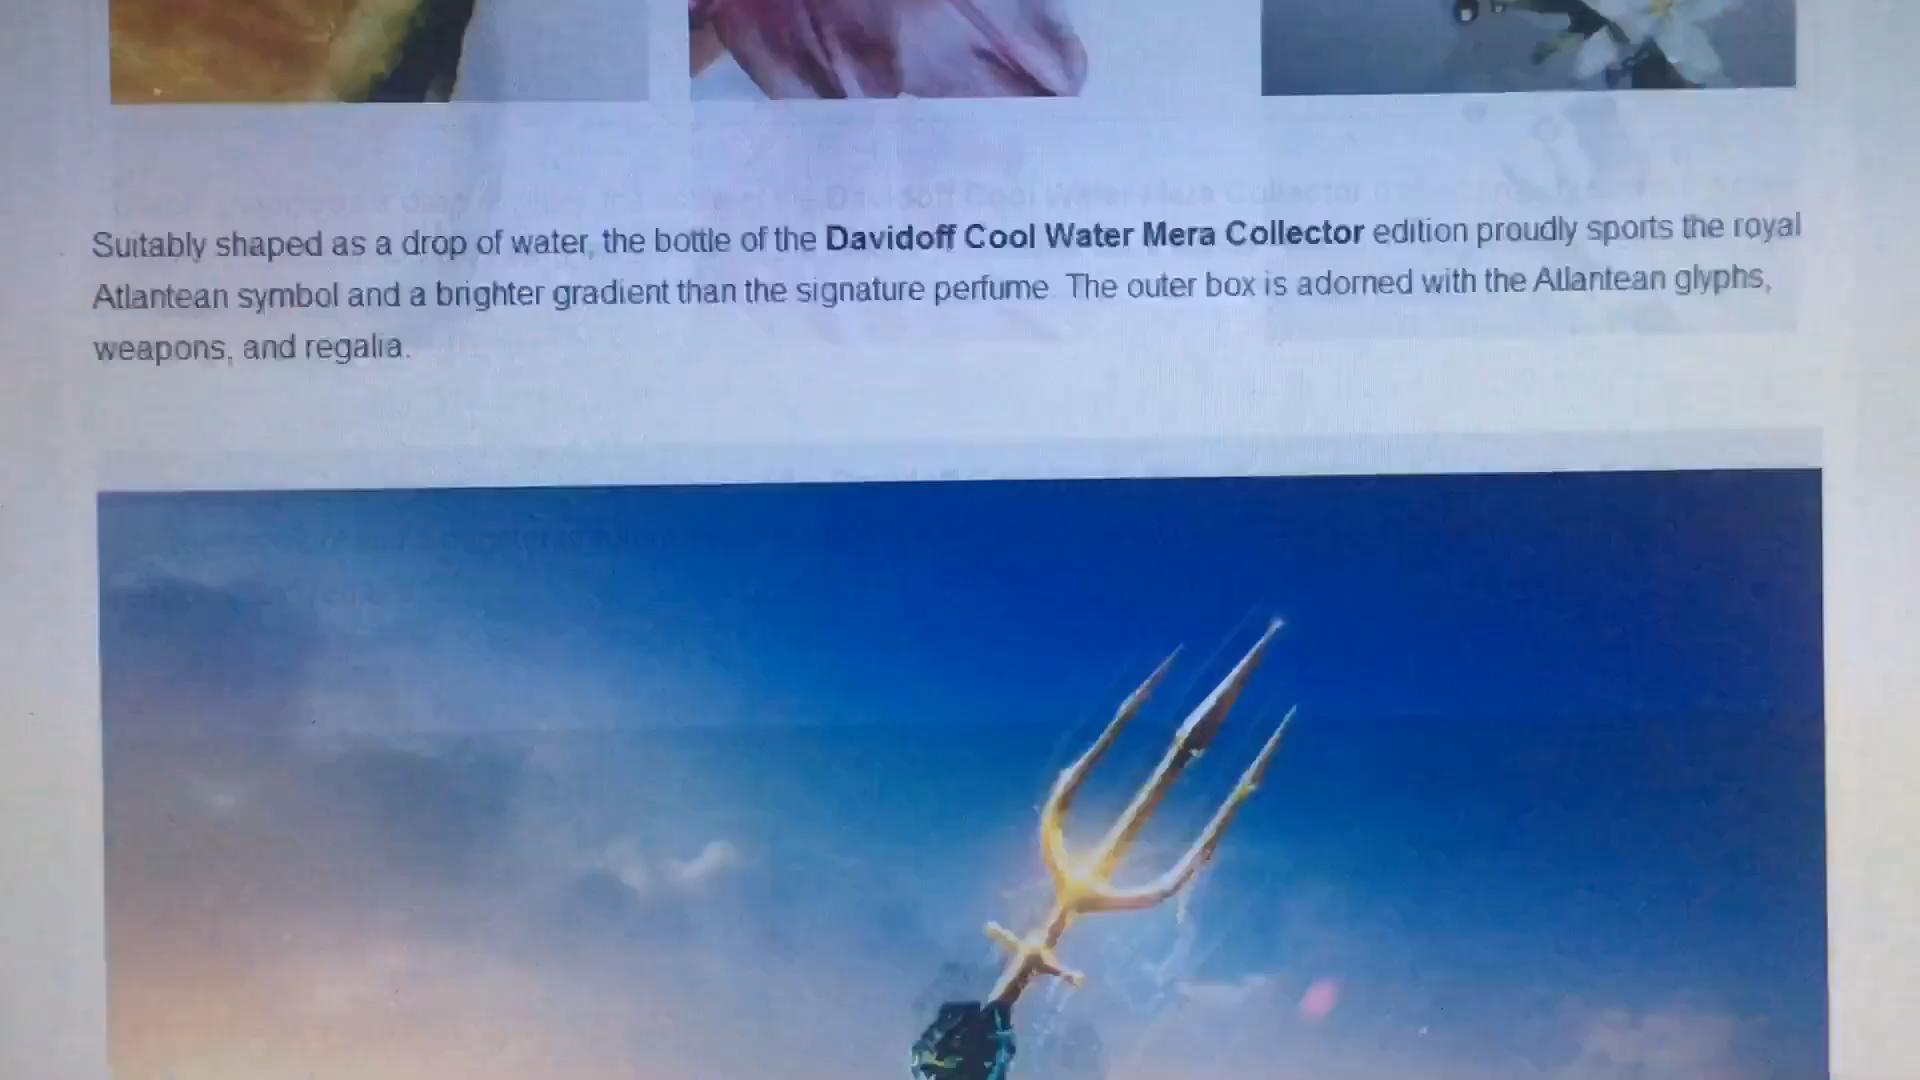 Suitably shaped as a drop of water, the bottle of the Davidoff Cool Water Mera Collector edition proudly sports the royal
Atlantean symbol and a brighter gradient than the signature perfume. The outer box is adorned with the Atlantean glyphs,
weapons, and regalia.